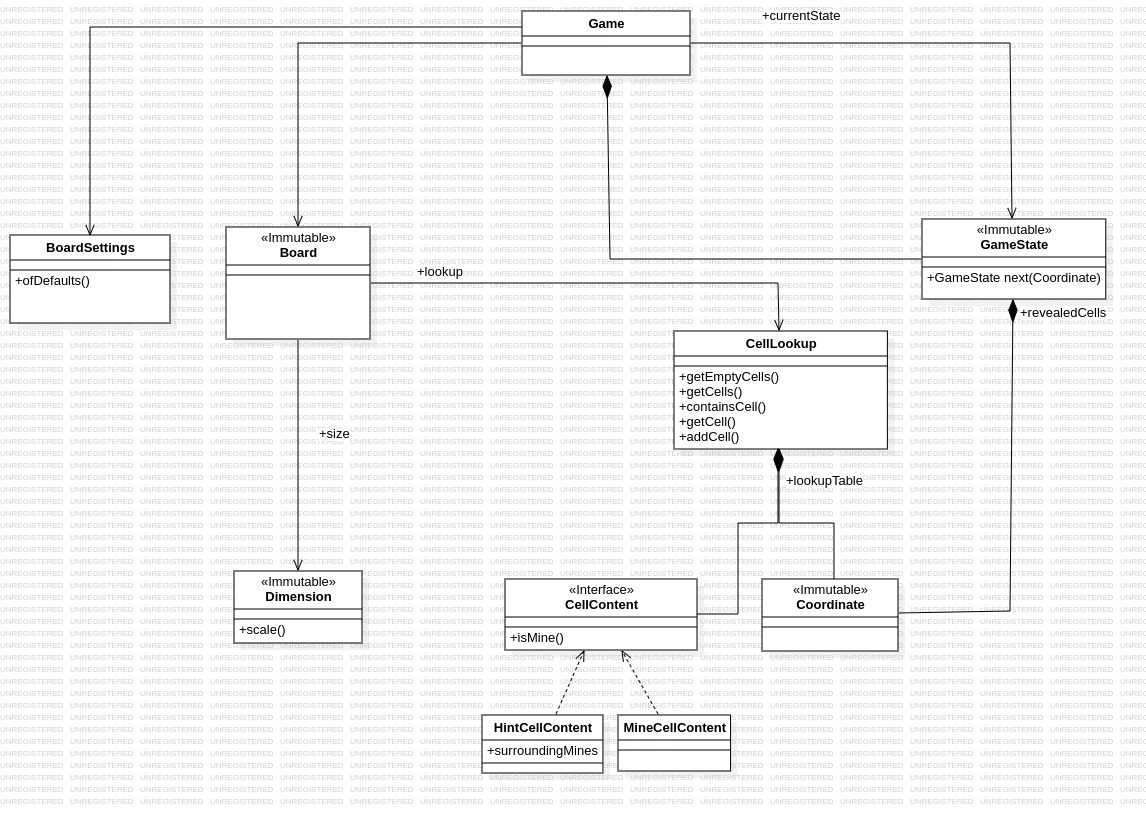 Game
+currentState
BoardSettings
+ofDefaults()
«Immutable»
Board
+lookup
«Immutable»
GameState
+GameState next(Coordinate)
+revealedCells
CellLookup
+getEmptyCells()
+getCells()
+containsCell()
+getCell()
+addCell()
+size
+lookupTable
«Immutable»
Dimension
+scale()
«Interface»
CellContent
+isMine()
«Immutable»
Coordinate
HintCellContent
+surroundingMines
MineCellContent
UNREGISTERED